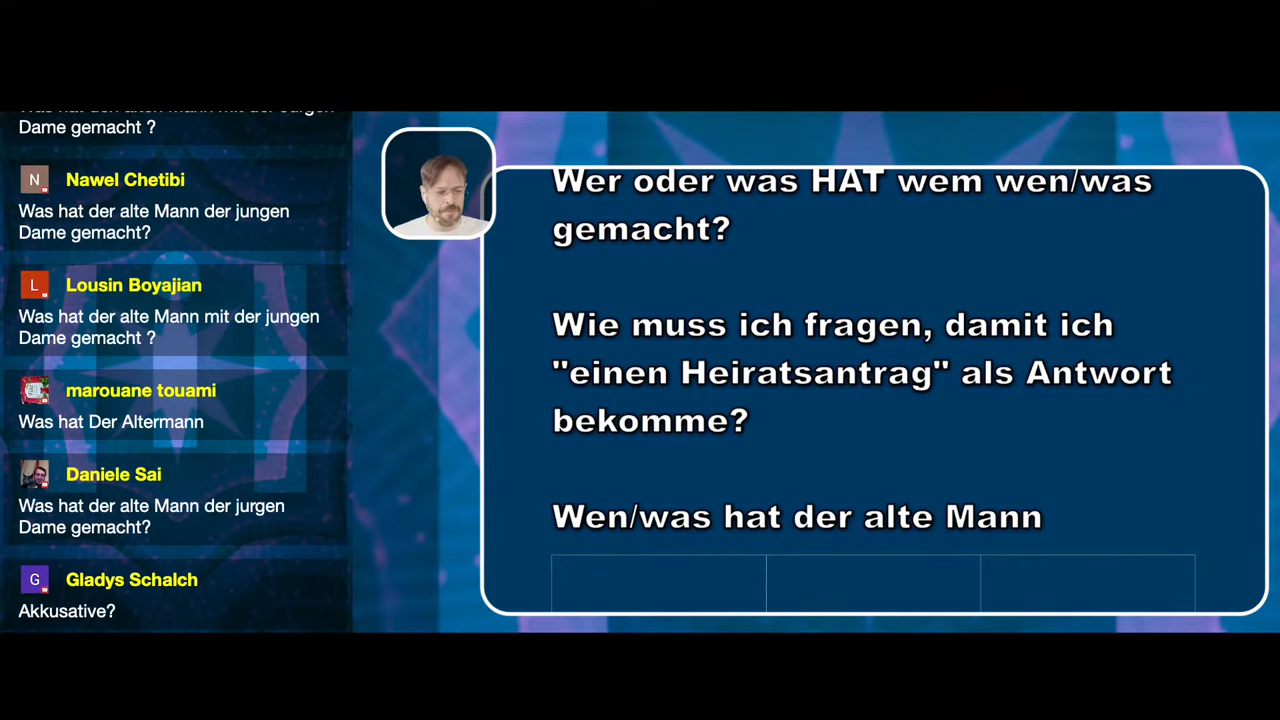 Dame gemacht ?
N
Nawel Chetibi
Was hat der alte Mann der jungen
Dame gemacht?
L
Lousin Boyajian
Was hat der alte Mann mit der jungen
Dame gemacht ?
marouane touami
Was hat Der Altermann
Daniele Sai
Was hat der alte Mann der jurgen
Dame gemacht?
G
Gladys Schalch
Akkusative?
Wer oder was HAT wem wen/was
gemacht?
Wie muss ich fragen, damit ich
"einen Heiratsantrag" als Antwort
bekomme?
Wen/was hat der alte Mann